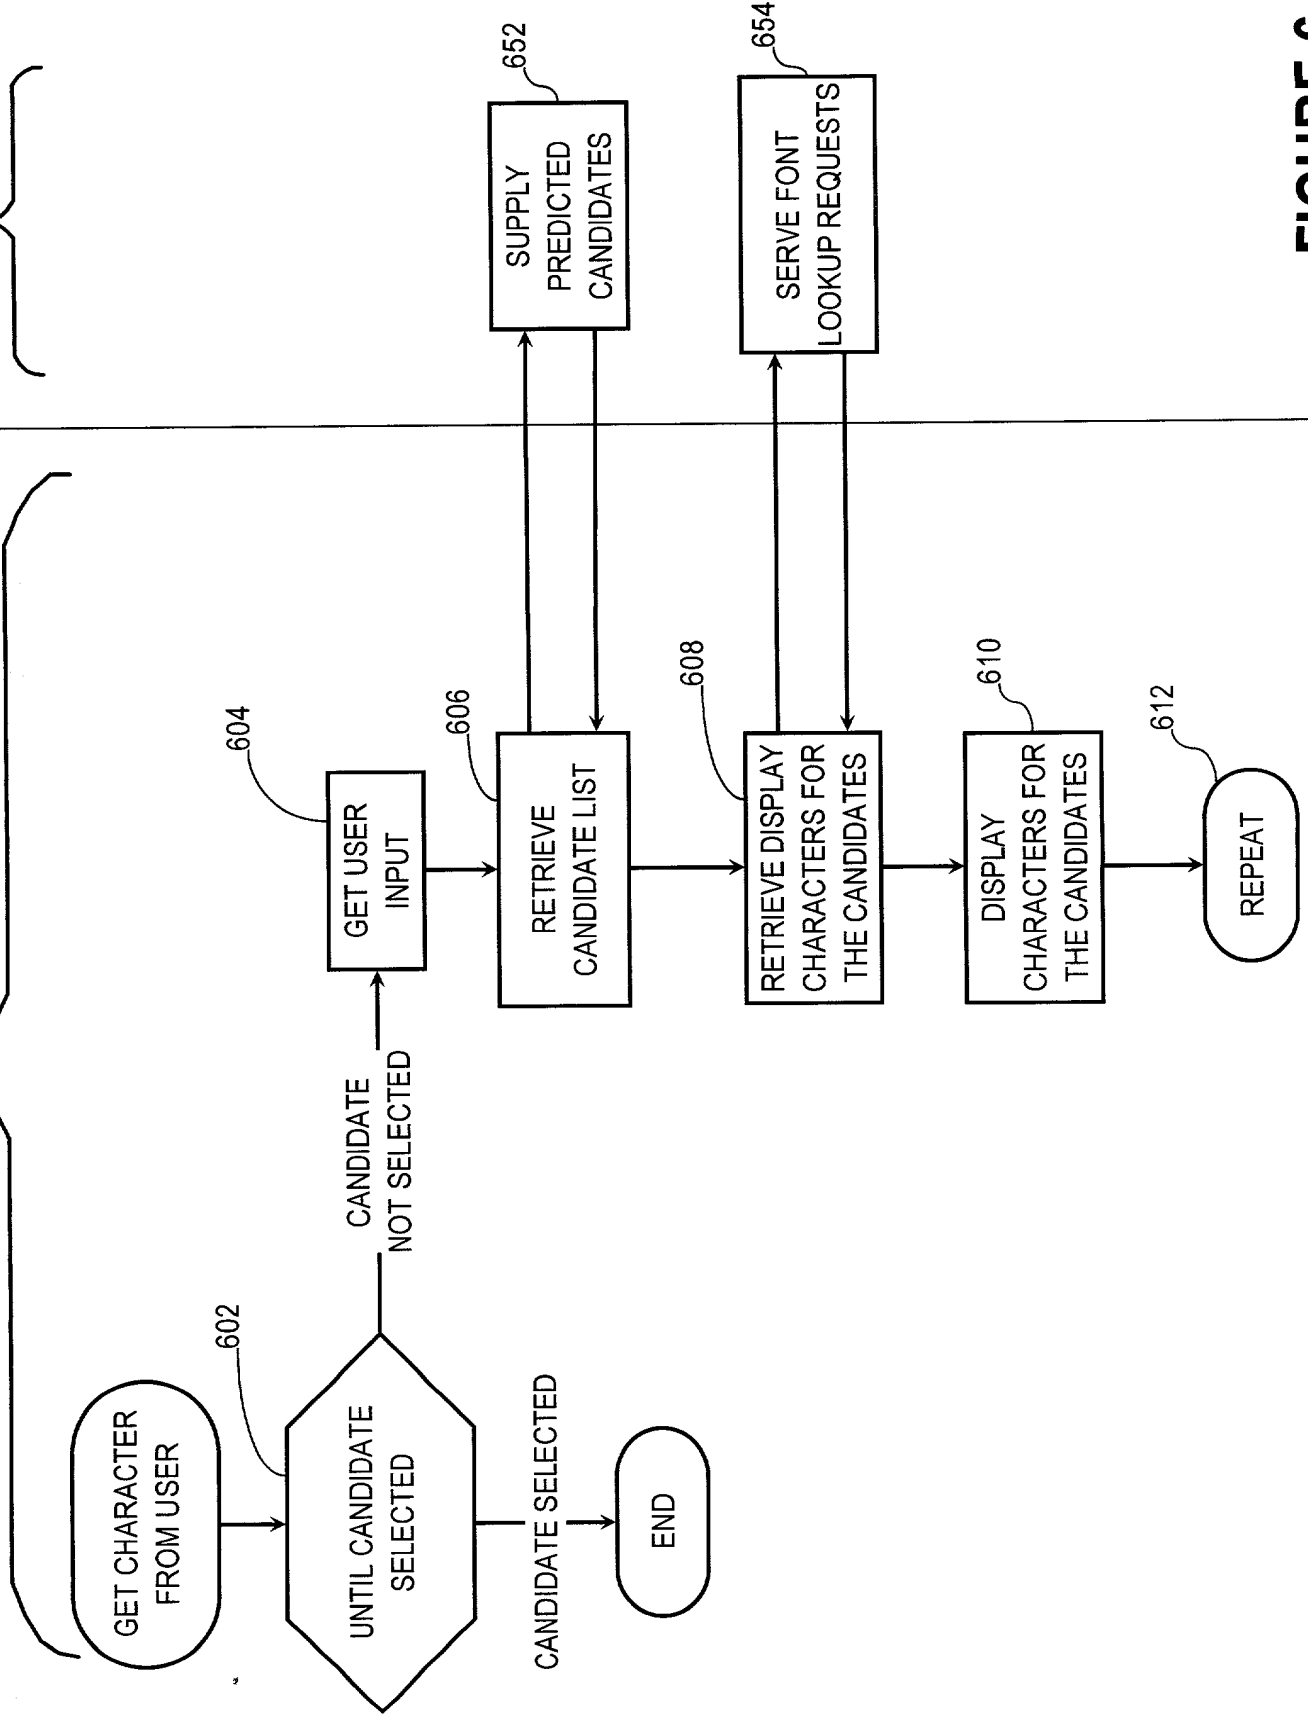 GET CHARACTER
FROM USER
602
UNTIL CANDIDATE
SELECTED
CANDIDATE SELECTED
END
CANDIDATE
NOT SELECTED
604
GET USER
INPUT
606
RETRIEVE
CANDIDATE LIST
652
SUPPLY
PREDICTED
CANDIDATES
608
RETRIEVE DISPLAY
CHARACTERS FOR
THE CANDIDATES
654
SERVE FONT
LOOKUP REQUESTS
610
DISPLAY
CHARACTERS FOR
THE CANDIDATES
612
REPEAT
FIGURE